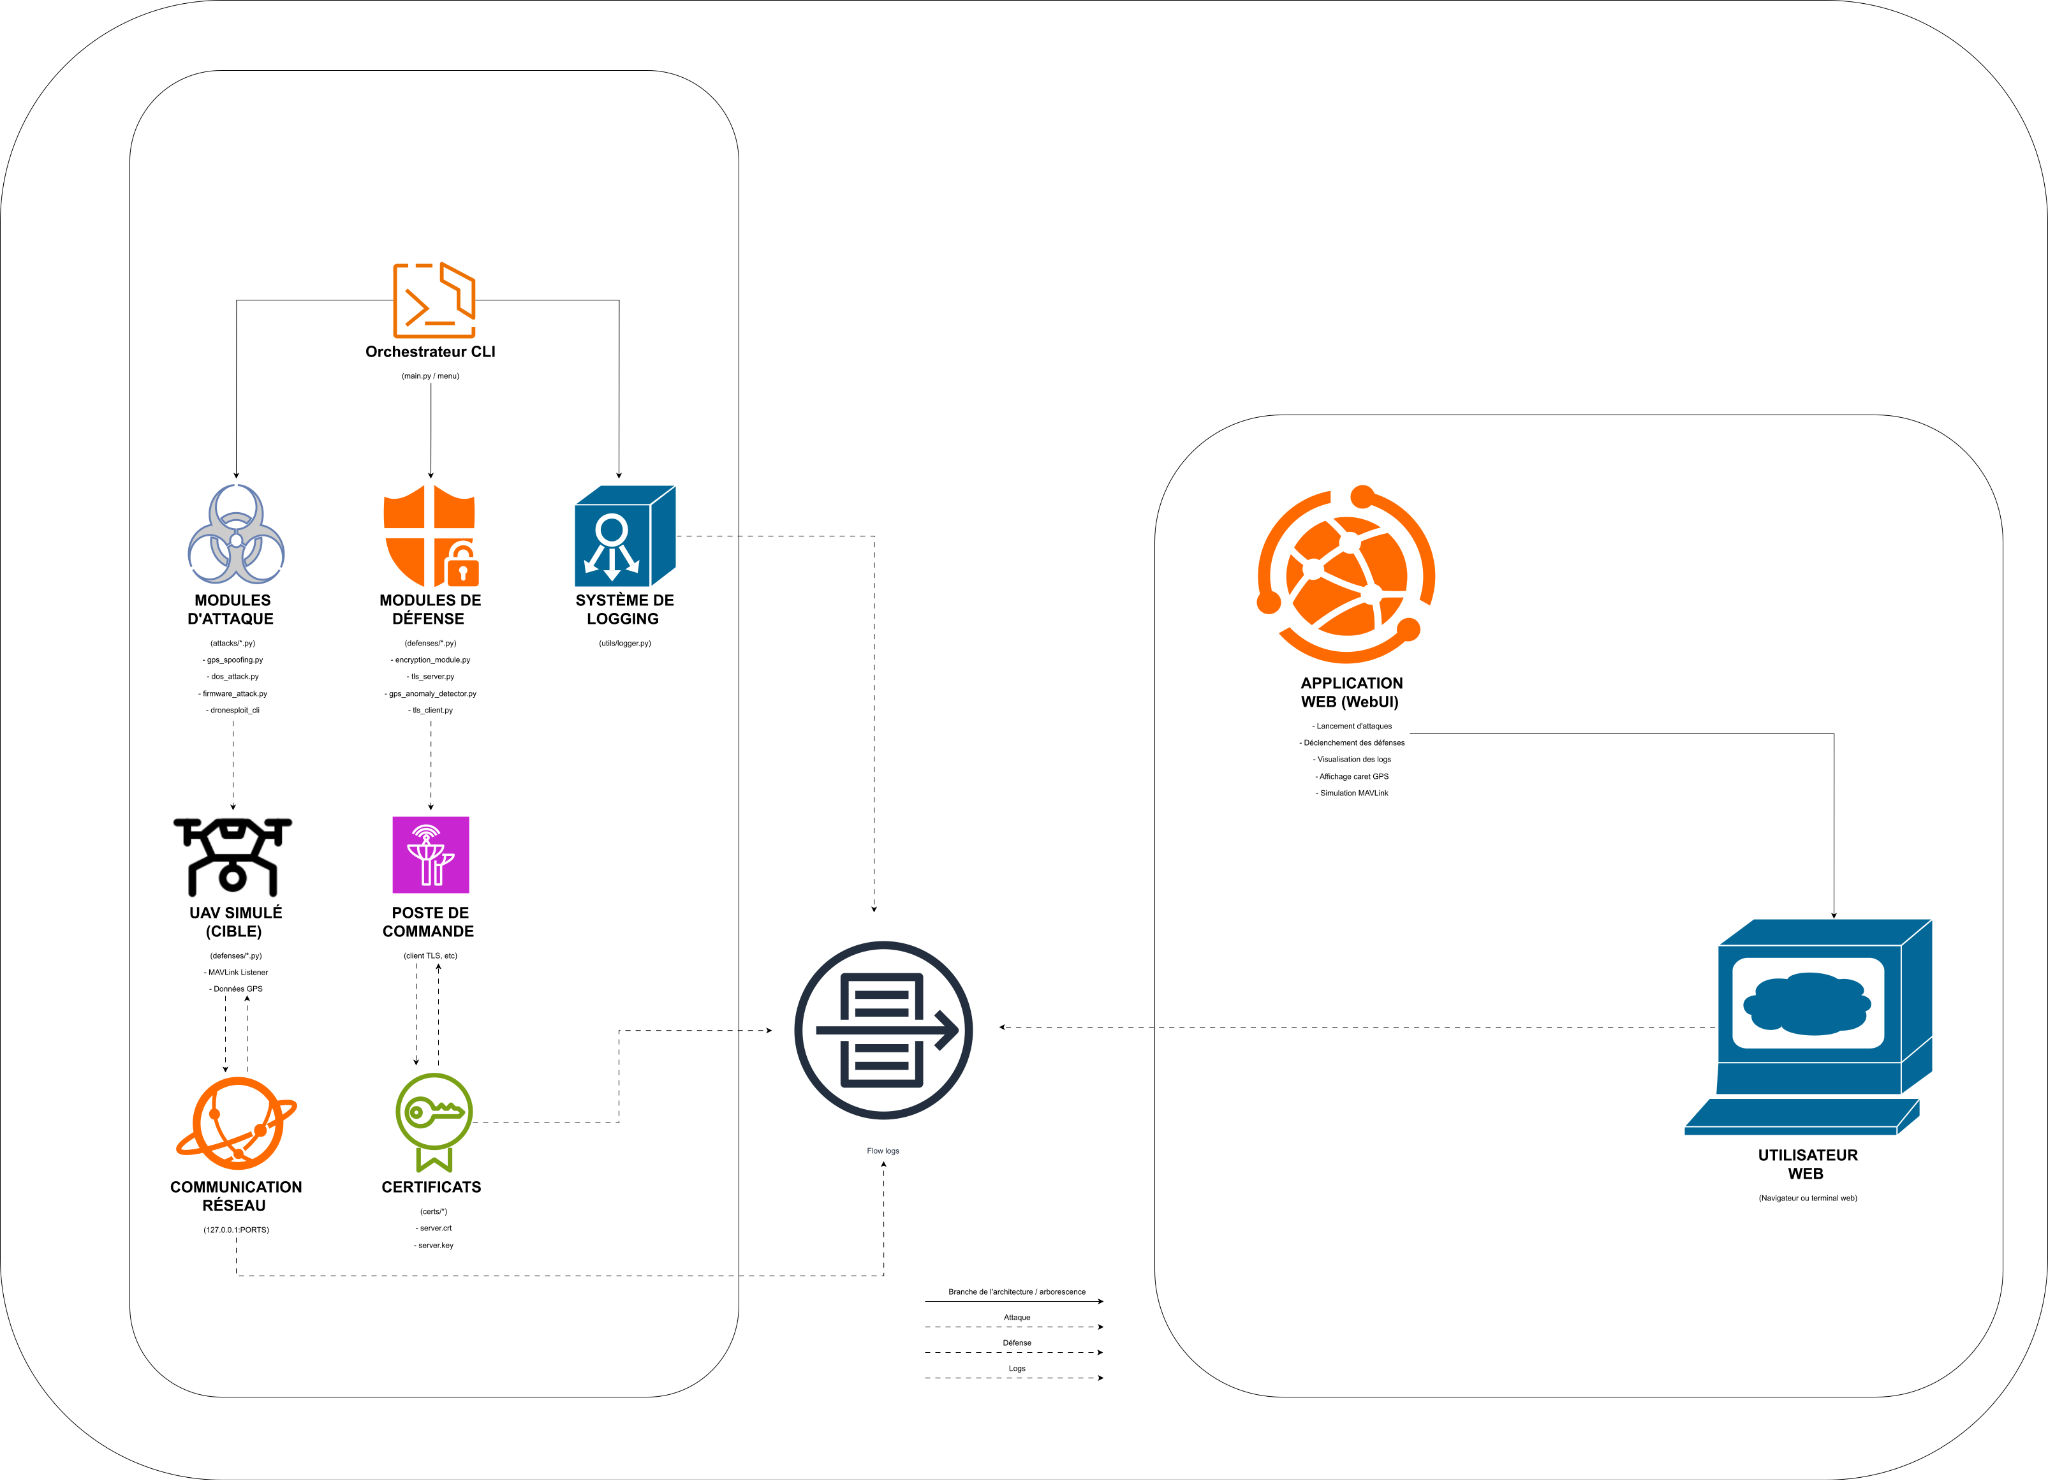 Orchestrateur CLI
(main.py / menu)
MODULES
D'ATTAQUE
(attacks/*.py)
- gps_spoofing.py
- dos_attack.py
- firmware_attack.py
- dronesploit_cli
MODULES DE
DÉFENSE
(defenses/*.py)
- encryption_module.py
- tls_server.py
- gps_anomaly_detector.py
- tls_client.py
SYSTÈME DE
LOGGING
(utils/logger.py)
UAV SIMULÉ
(CIBLE)
(defenses/*.py)
- MAVLink Listener
- Données GPS
POSTE DE
COMMANDE
(client TLS, etc)
COMMUNICATION
RÉSEAU
(127.0.0.1:PORTS)
CERTIFICATS
(certs/*)
- server.crt
- server.key
Flow logs
APPLICATION
WEB (WebUI)
- Lancement d'attaques
- Déclenchement des défenses
- Visualisation des logs
- Affichage caret GPS
- Simulation MAVLink
UTILISATEUR
WEB
(Navigateur ou terminal web)
Branche de l'architecture / arborescence
Attaque
Défense
Logs